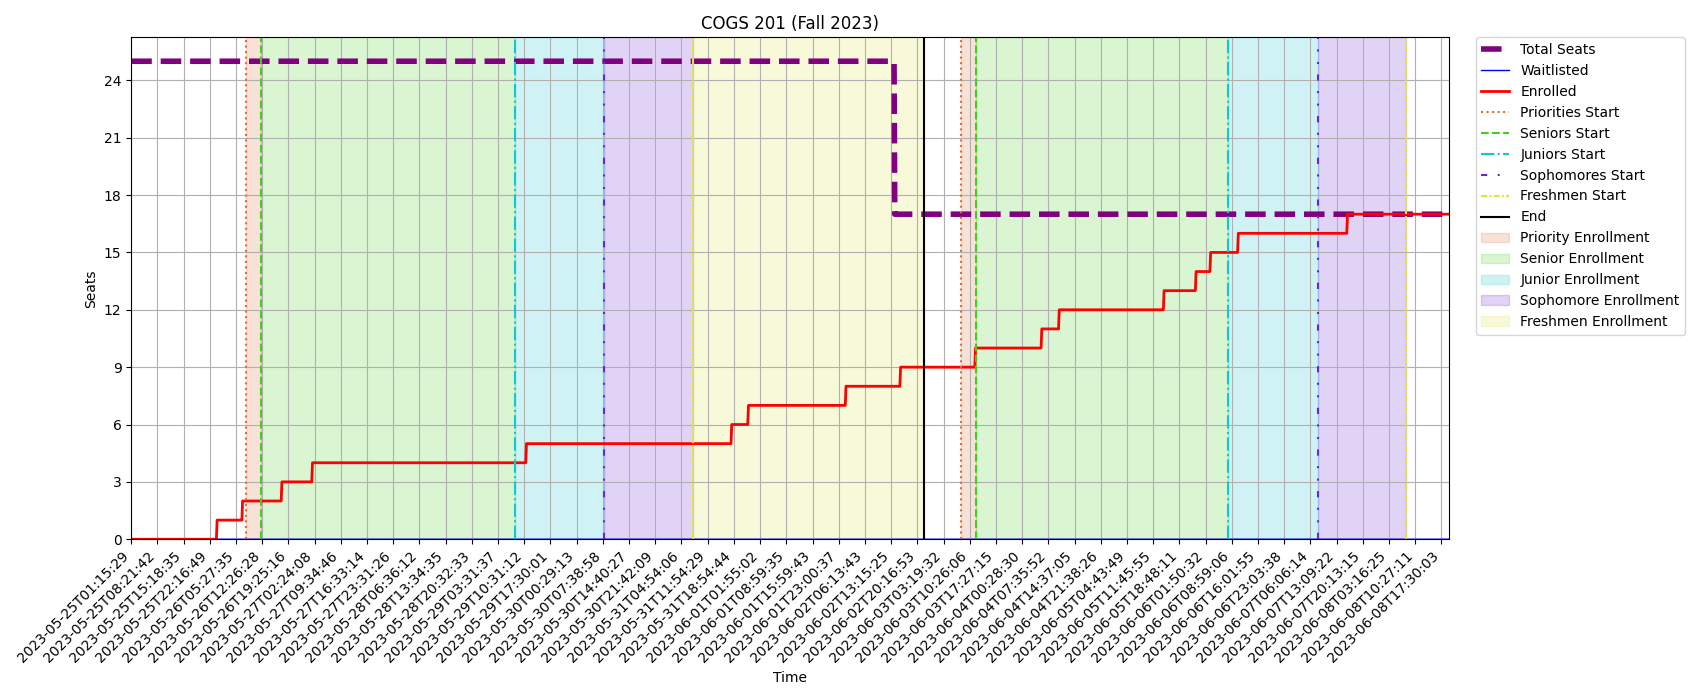 COGS 201 (Fall 2023)
Seats
24
21
18
15
12
9
6
3
0
2023-05-25T01:15:29
2023-05-25T08:21:42
2023-05-25T15:18:35
2023-05-25T22:16:49
2023-05-26T05:27:35
2023-05-26T12:26:28
2023-05-26T19:25:16
2023-05-27T02:24:08
2023-05-27T09:34:46
2023-05-27T16:33:14
2023-05-27T23:31:26
2023-05-28T06:36:12
2023-05-28T13:34:35
2023-05-28T20:32:33
2023-05-29T03:31:37
2023-05-29T10:31:12
2023-05-29T17:30:01
2023-05-30T00:29:13
2023-05-30T07:38:58
2023-05-30T14:40:27
2023-05-30T21:42:09
2023-05-31T04:54:06
2023-05-31T11:54:29
2023-05-31T18:54:44
2023-06-01T01:55:02
2023-06-01T08:59:35
2023-06-01T15:59:43
2023-06-01T23:00:37
2023-06-02T06:13:43
2023-06-02T13:15:25
2023-06-02T20:16:53
2023-06-03T03:19:32
2023-06-03T10:26:06
2023-06-03T17:27:15
2023-06-04T00:28:30
2023-06-04T07:35:52
2023-06-04T14:37:05
2023-06-04T21:38:26
2023-06-05T04:43:49
2023-06-05T11:45:55
2023-06-05T18:48:11
2023-06-06T01:50:32
2023-06-06T08:59:06
2023-06-06T16:01:55
2023-06-06T23:03:38
2023-06-07T06:06:14
2023-06-07T13:09:22
2023-06-07T20:13:15
2023-06-08T03:16:25
2023-06-08T10:27:11
2023-06-08T17:30:03
Time
Total Seats
Waitlisted
Enrolled
Priorities Start
Seniors Start
Juniors Start
Sophomores Start
Freshmen Start
End
Priority Enrollment
Senior Enrollment
Junior Enrollment
Sophomore Enrollment
Freshmen Enrollment